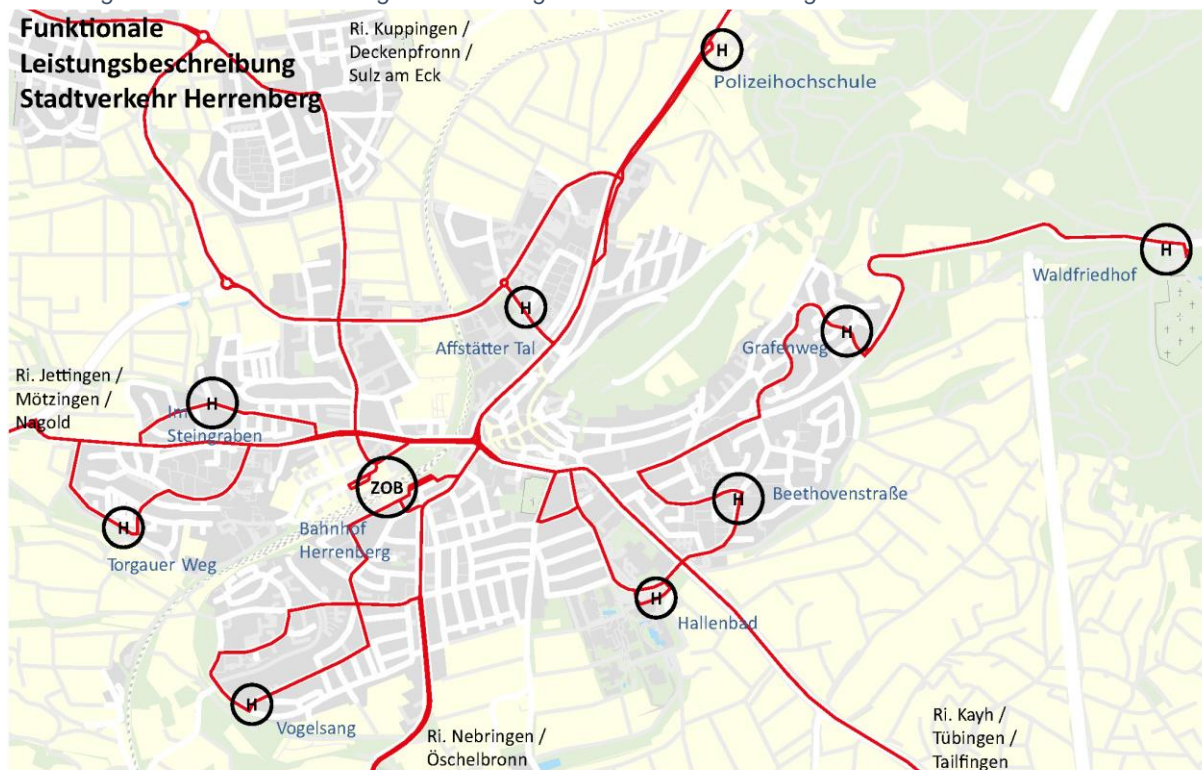 Funktionale
Leistungsbeschreibung
Stadtverkehr Herrenberg
Ri. Kuppingen /
Deckenpfronn /
Sulz am Eck
H
Polizeihochschule
H
Waldfriedhof
H
Affstätter Tal
H
Grafenweg
Ri. Jettingen /
Mötzingen /
Nagold
H
Im
Steingraben
ZOB
Bahnhof
Herrenberg
H
Beethovenstraße
H
Torgauer Weg
H
Hallenbad
H
Vogelsang
Ri. Nebringen /
Öschelbronn
Ri. Kayh /
Tübingen /
Tailfingen